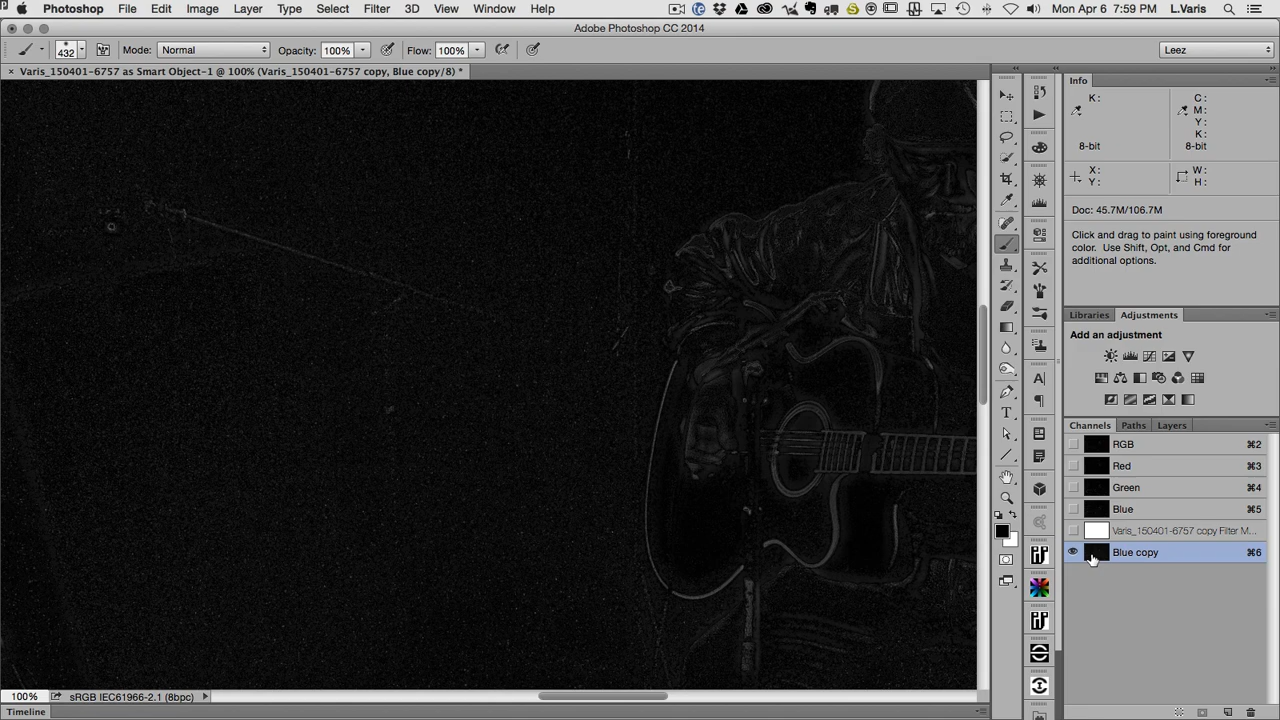 Photoshop File Edit Image Layer Type Select Filter 3D View Window Help Mon Apr 6 7:59 PM L.Varis
Adobe Photoshop CC 2014
432 Mode: Normal Opacity: 100% Flow: 100% Leez
× Varis_150401-6757 as Smart Object-1 @ 100% (Varis_150401-6757 copy, Blue copy/8) *
Info
K: C:
M:
Y:
K:
8-bit 8-bit
X: W:
Y: H:
Doc: 45.7M/106.7M
Click and drag to paint using foreground
color. Use Shift, Opt, and Cmd for
additional options.
Libraries Adjustments
Add an adjustment
Channels Paths Layers
RGB ⌘2
Red ⌘3
Green ⌘4
Blue ⌘5
Varis_150401-6757 copy Filter M...
Blue copy ⌘6
100% sRGB IEC61966-2.1 (8bpc)
Timeline